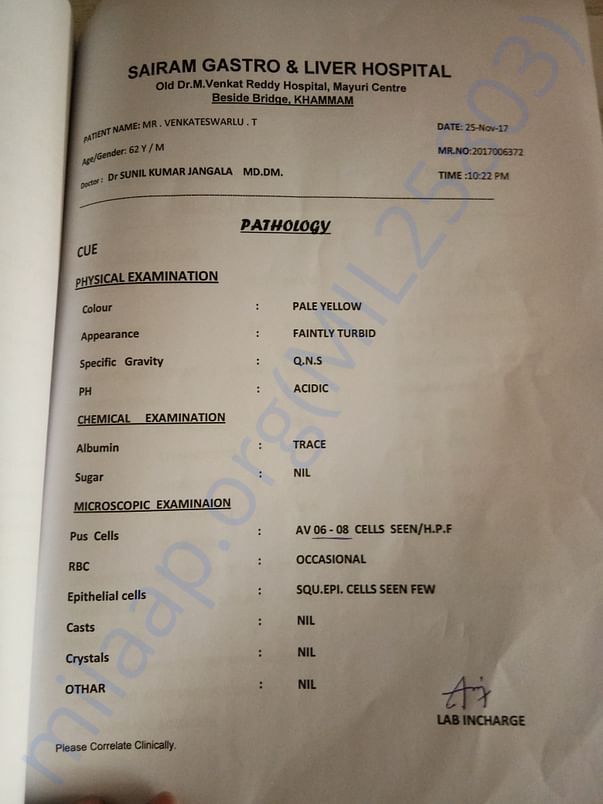 SAIRAM GASTRO & LIVER HOSPITAL
Old Dr.M.Venkat Reddy Hospital, Mayuri Centre
Beside Bridge, KHAMMAM
PATIENT NAME: MR . VENKATESWARLU . T
DATE: 25-Nov-17
Age/Gender: 62 Y / M
MR.NO:2017006372
Doctor : Dr SUNIL KUMAR JANGALA MD.DM.
TIME :10:22 PM
PATHOLOGY
CUE
PHYSICAL EXAMINATION
Colour : PALE YELLOW
Appearance : FAINTLY TURBID
Specific Gravity : Q.N.S
PH : ACIDIC
CHEMICAL EXAMINATION
Albumin : TRACE
Sugar : NIL
MICROSCOPIC EXAMINAION
Pus Cells : AV 06 - 08 CELLS SEEN/H.P.F
RBC : OCCASIONAL
Epithelial cells : SQU.EPI. CELLS SEEN FEW
Casts : NIL
Crystals : NIL
OTHAR : NIL
LAB INCHARGE
Please Correlate Clinically.